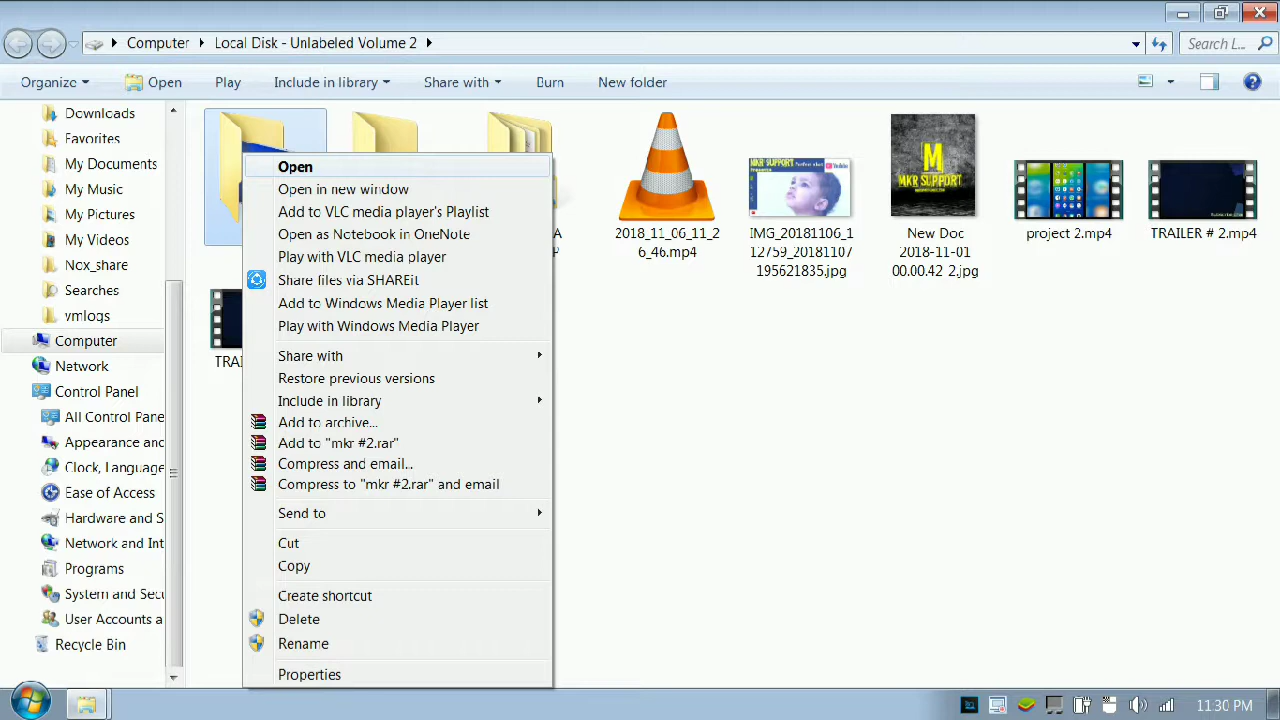 Computer
Local Disk - Unlabeled Volume 2
Search L...
Organize
Open
Play
Include in library
Share with
Burn
New folder
Downloads
Favorites
My Documents
My Music
My Pictures
My Videos
Nox_share
Searches
vmlogs
Computer
Network
Control Panel
All Control Pane
Appearance and
Clock, Language
Ease of Access
Hardware and S
Network and Int
Programs
System and Secu
User Accounts a
Recycle Bin
Open
Open in new window
Add to VLC media player's Playlist
Open as Notebook in OneNote
Play with VLC media player
Share files via SHAREit
Add to Windows Media Player list
Play with Windows Media Player
Share with
Restore previous versions
Include in library
Add to archive...
Add to "mkr #2.rar"
Compress and email...
Compress to "mkr #2.rar" and email
Send to
Cut
Copy
Create shortcut
Delete
Rename
Properties
TRAI
A
P
2018_11_06_11_2
6_46.mp4
MKR SUPPORT
YouTube
IMG_20181106_1
12759_20181107
195621835.jpg
M
MKR SUPPORT
New Doc
2018-11-01
00.00.42-2.jpg
project 2.mp4
TRAILER # 2.mp4
11:30 PM